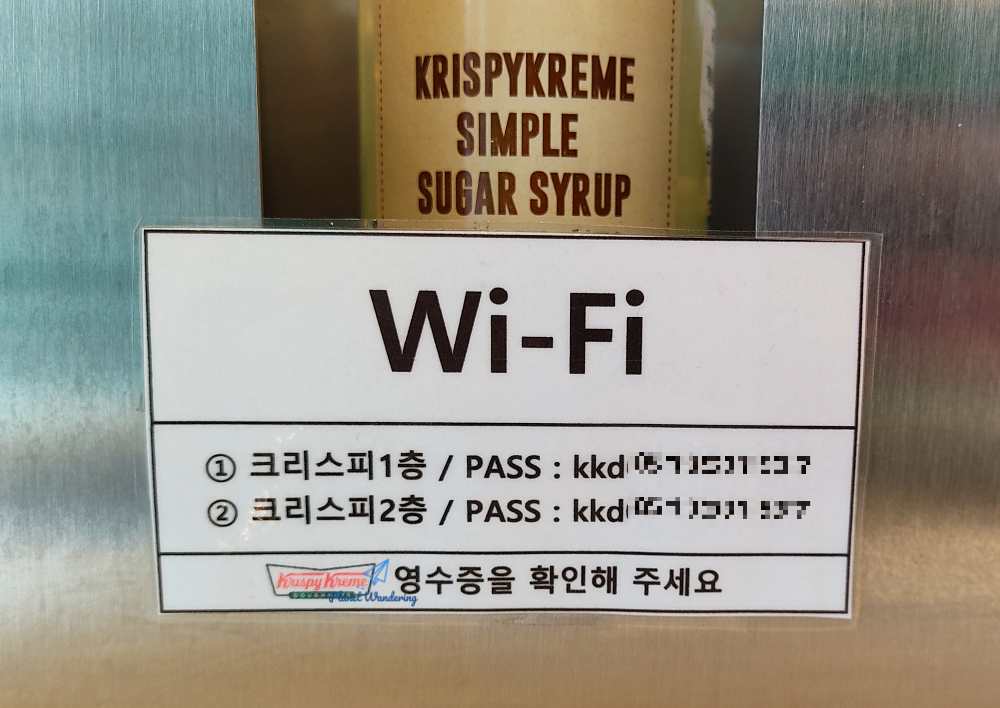 KRISPYKREME
SIMPLE
SUGAR SYRUP
Wi-Fi
① 크리스피1층 / PASS : kkd
② 크리스피2층 / PASS : kkd
Krispy Kreme
DOUGHNUTS
Planet Wandering
영수증을 확인해 주세요